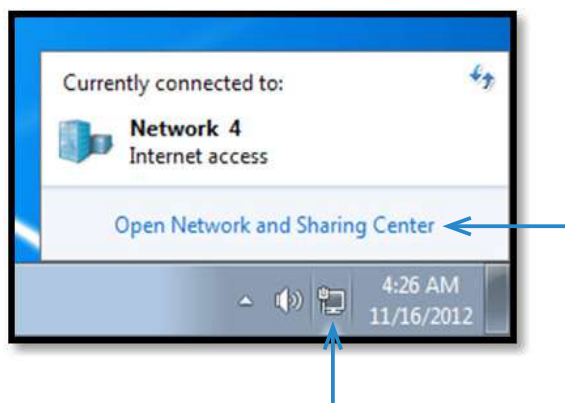 Currently connected to:
Network 4
Internet access
Open Network and Sharing Center
4:26 AM
11/16/2012